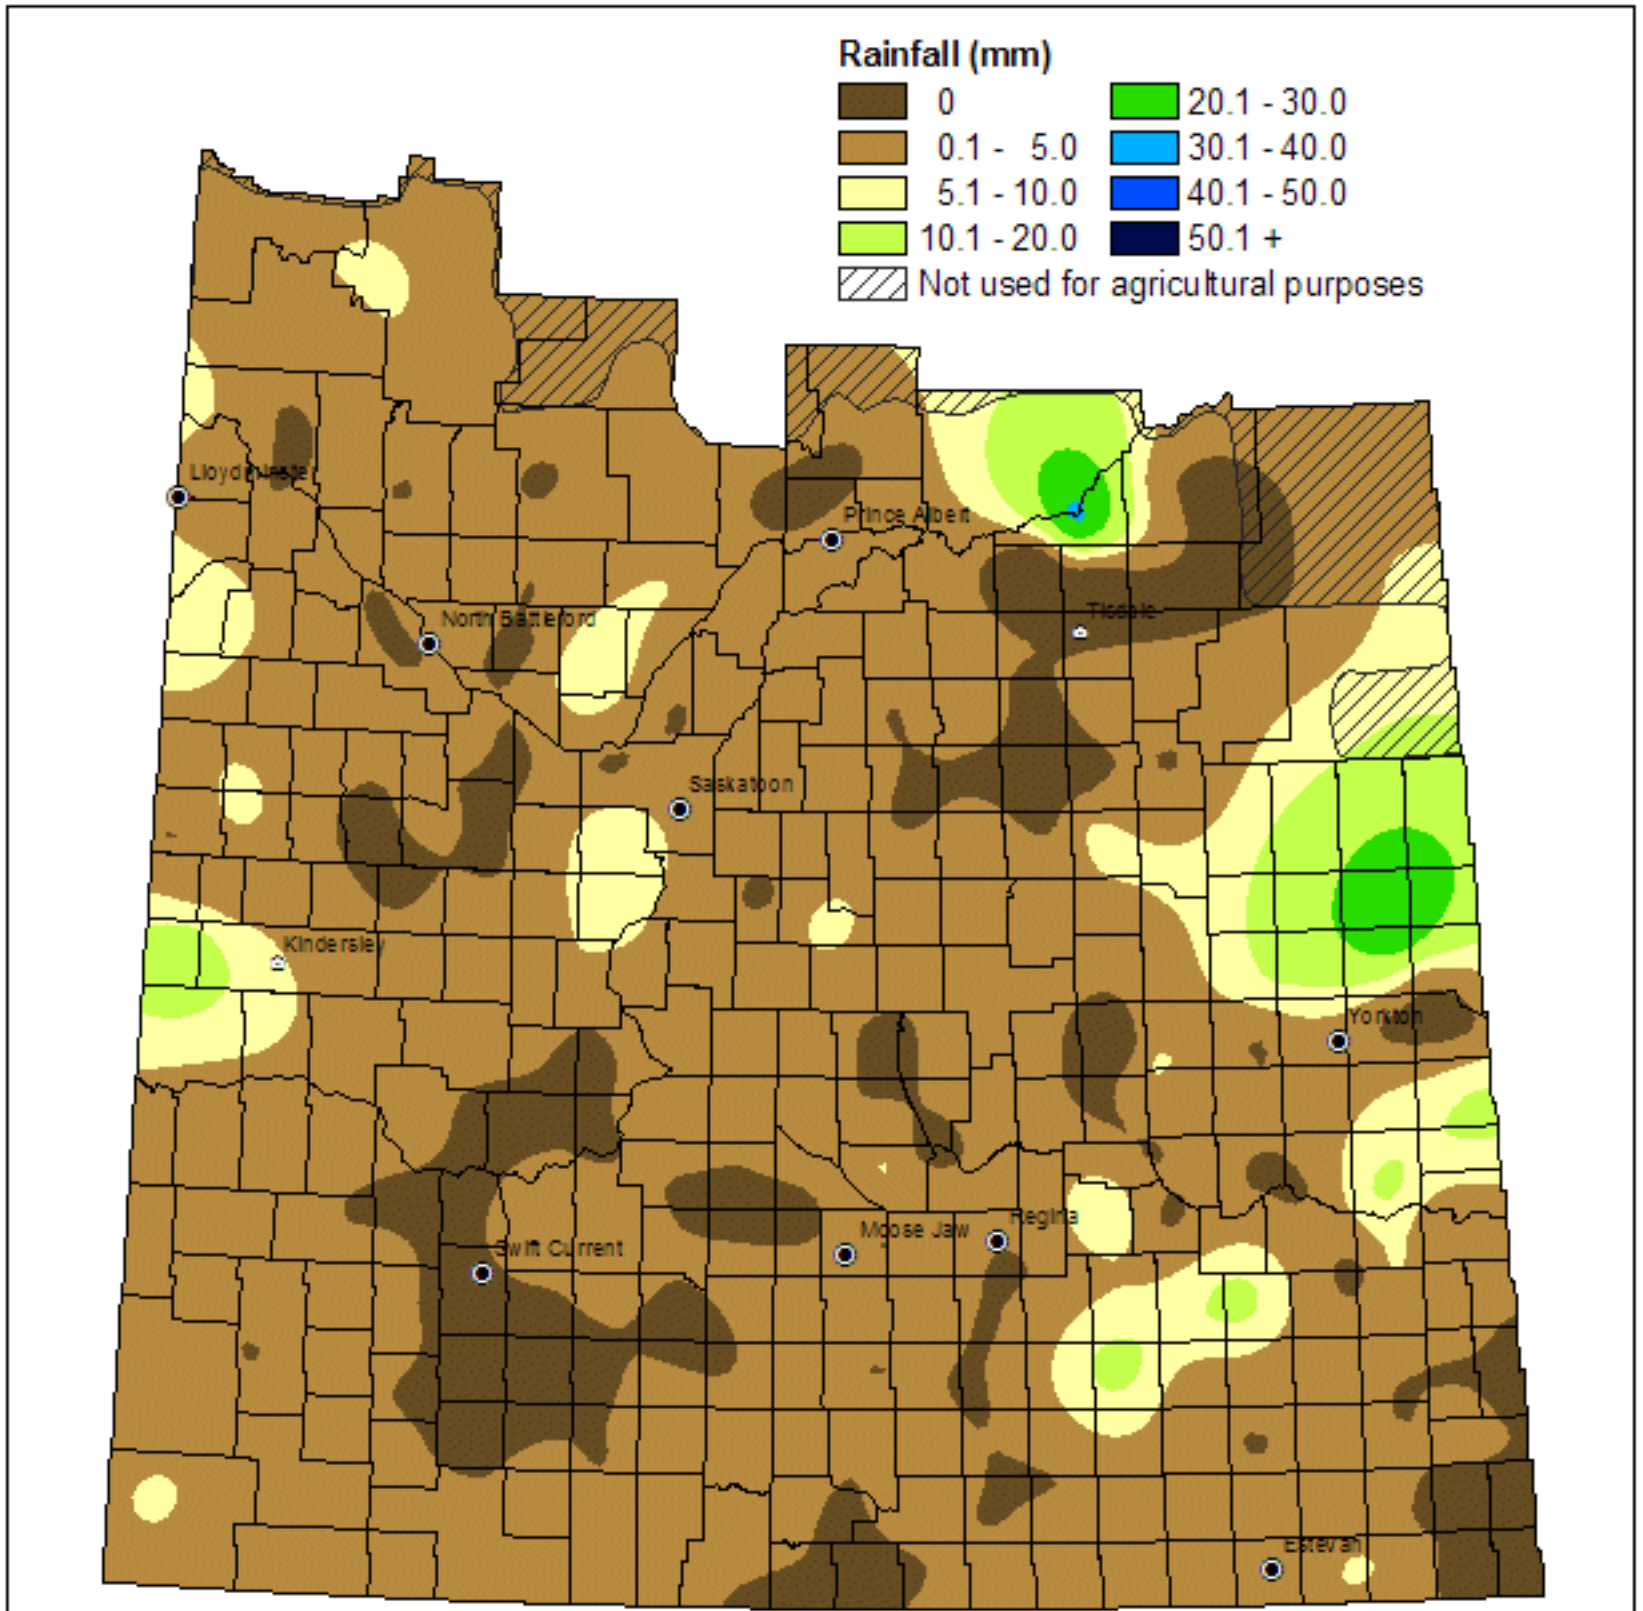 Rainfall (mm)
0
0.1 - 5.0
5.1 - 10.0
10.1 - 20.0
20.1 - 30.0
30.1 - 40.0
40.1 - 50.0
50.1 +
Not used for agricultural purposes
Lloydminster
Prince Albert
North Battleford
Tisdale
Saskatoon
Kindersley
Yorkton
Regina
Moose Jaw
Swift Current
Estevan